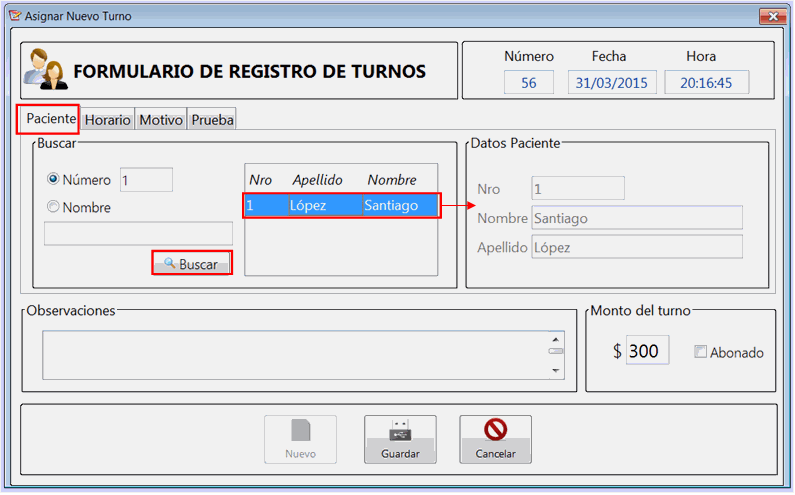 Asignar Nuevo Turno
FORMULARIO DE REGISTRO DE TURNOS
Número Fecha Hora
56 31/03/2015 20:16:45
Paciente Horario Motivo Prueba
Buscar
Número 1
Nombre
Buscar
Nro Apellido Nombre
1 López Santiago
Datos Paciente
Nro 1
Nombre Santiago
Apellido López
Observaciones
Monto del turno
$ 300 Abonado
Nuevo Guardar Cancelar